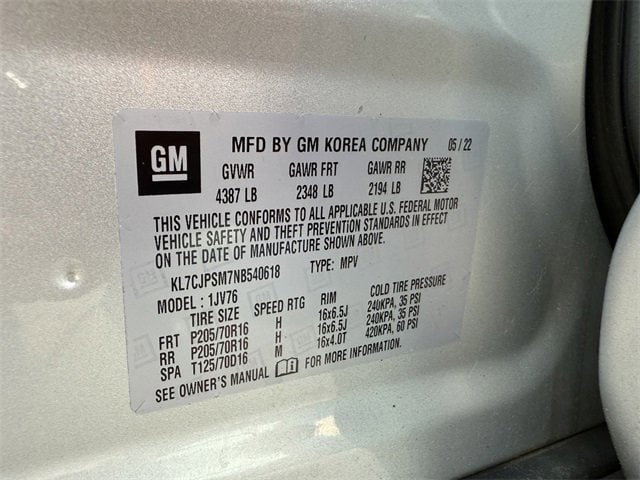 GM
MFD BY GM KOREA COMPANY 05 / 22
GVWR GAWR FRT GAWR RR
4387 LB 2348 LB 2194 LB
THIS VEHICLE CONFORMS TO ALL APPLICABLE U.S. FEDERAL MOTOR
VEHICLE SAFETY AND THEFT PREVENTION STANDARDS IN EFFECT
ON THE DATE OF MANUFACTURE SHOWN ABOVE.
KL7CJPSM7NB540618 TYPE: MPV
MODEL : 1JV76
TIRE SIZE SPEED RTG RIM COLD TIRE PRESSURE
FRT P205/70R16 H 16x6.5J 240KPA, 35 PSI
RR P205/70R16 H 16x6.5J 240KPA, 35 PSI
SPA T125/70D16 M 16x4.0T 420KPA, 60 PSI
SEE OWNER'S MANUAL FOR MORE INFORMATION.